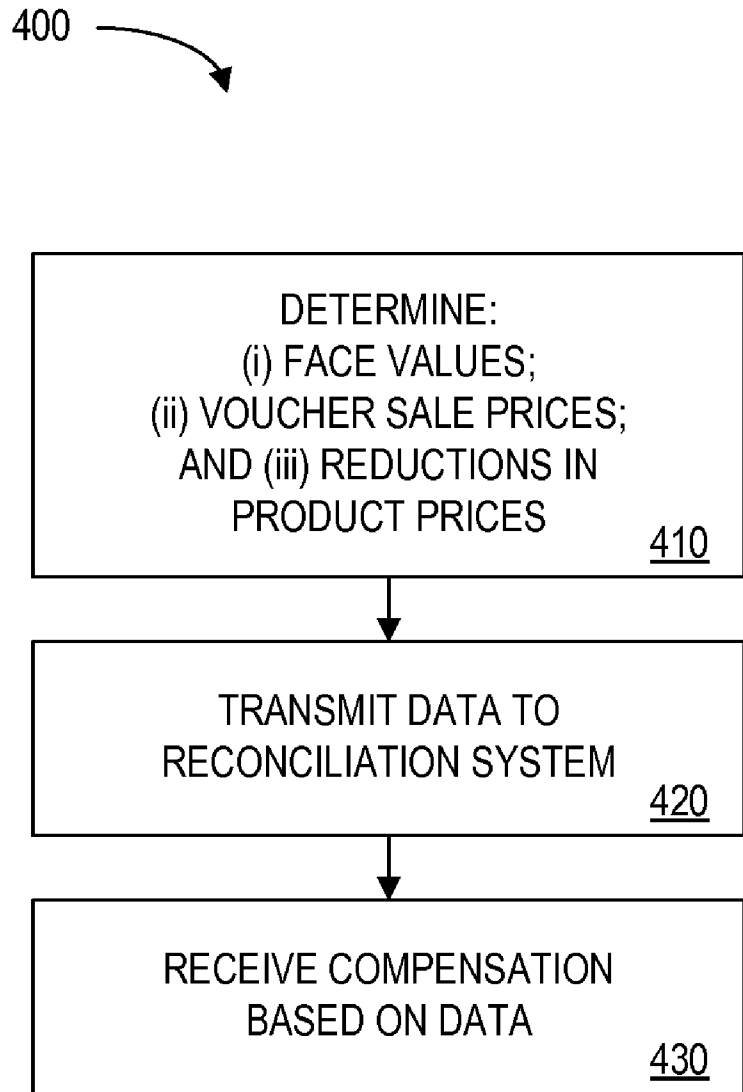 400
DETERMINE:
(i) FACE VALUES;
(ii) VOUCHER SALE PRICES;
AND (iii) REDUCTIONS IN
PRODUCT PRICES
410
TRANSMIT DATA TO
RECONCILIATION SYSTEM
420
RECEIVE COMPENSATION
BASED ON DATA
430